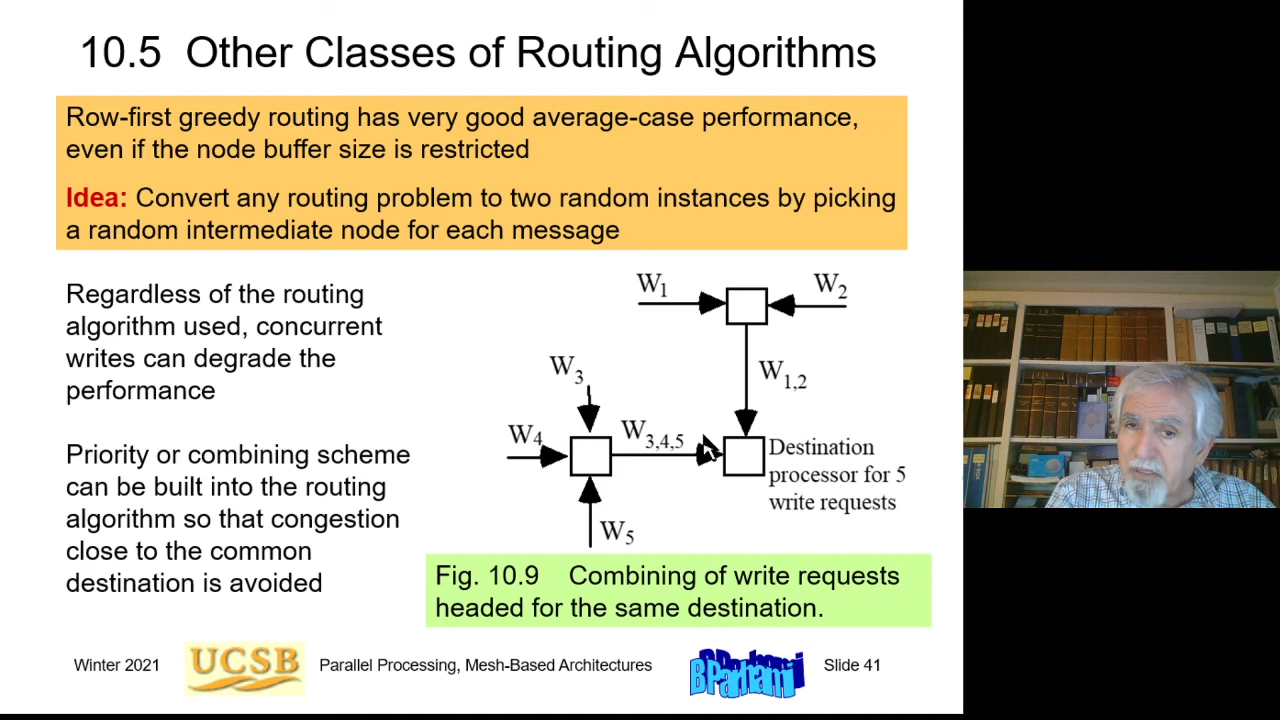 10.5 Other Classes of Routing Algorithms
Row-first greedy routing has very good average-case performance,
even if the node buffer size is restricted
Idea: Convert any routing problem to two random instances by picking
a random intermediate node for each message
Regardless of the routing
algorithm used, concurrent
writes can degrade the
performance
Priority or combining scheme
can be built into the routing
algorithm so that congestion
close to the common
destination is avoided
W1
W2
W1,2
W3
W4
W3,4,5
W5
Destination
processor for 5
write requests
Fig. 10.9 Combining of write requests
headed for the same destination.
Winter 2021
UCSB
Parallel Processing, Mesh-Based Architectures
BParhami
Slide 41